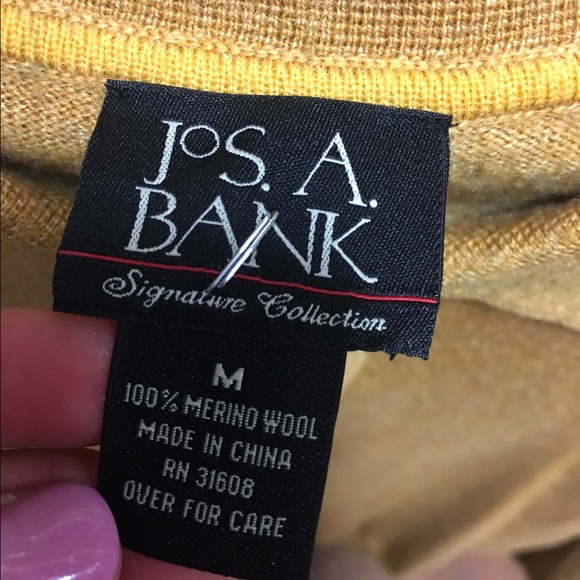 JoS. A.
BANK
Signature Collection
M
100% MERINO WOOL
MADE IN CHINA
RN 31608
OVER FOR CARE